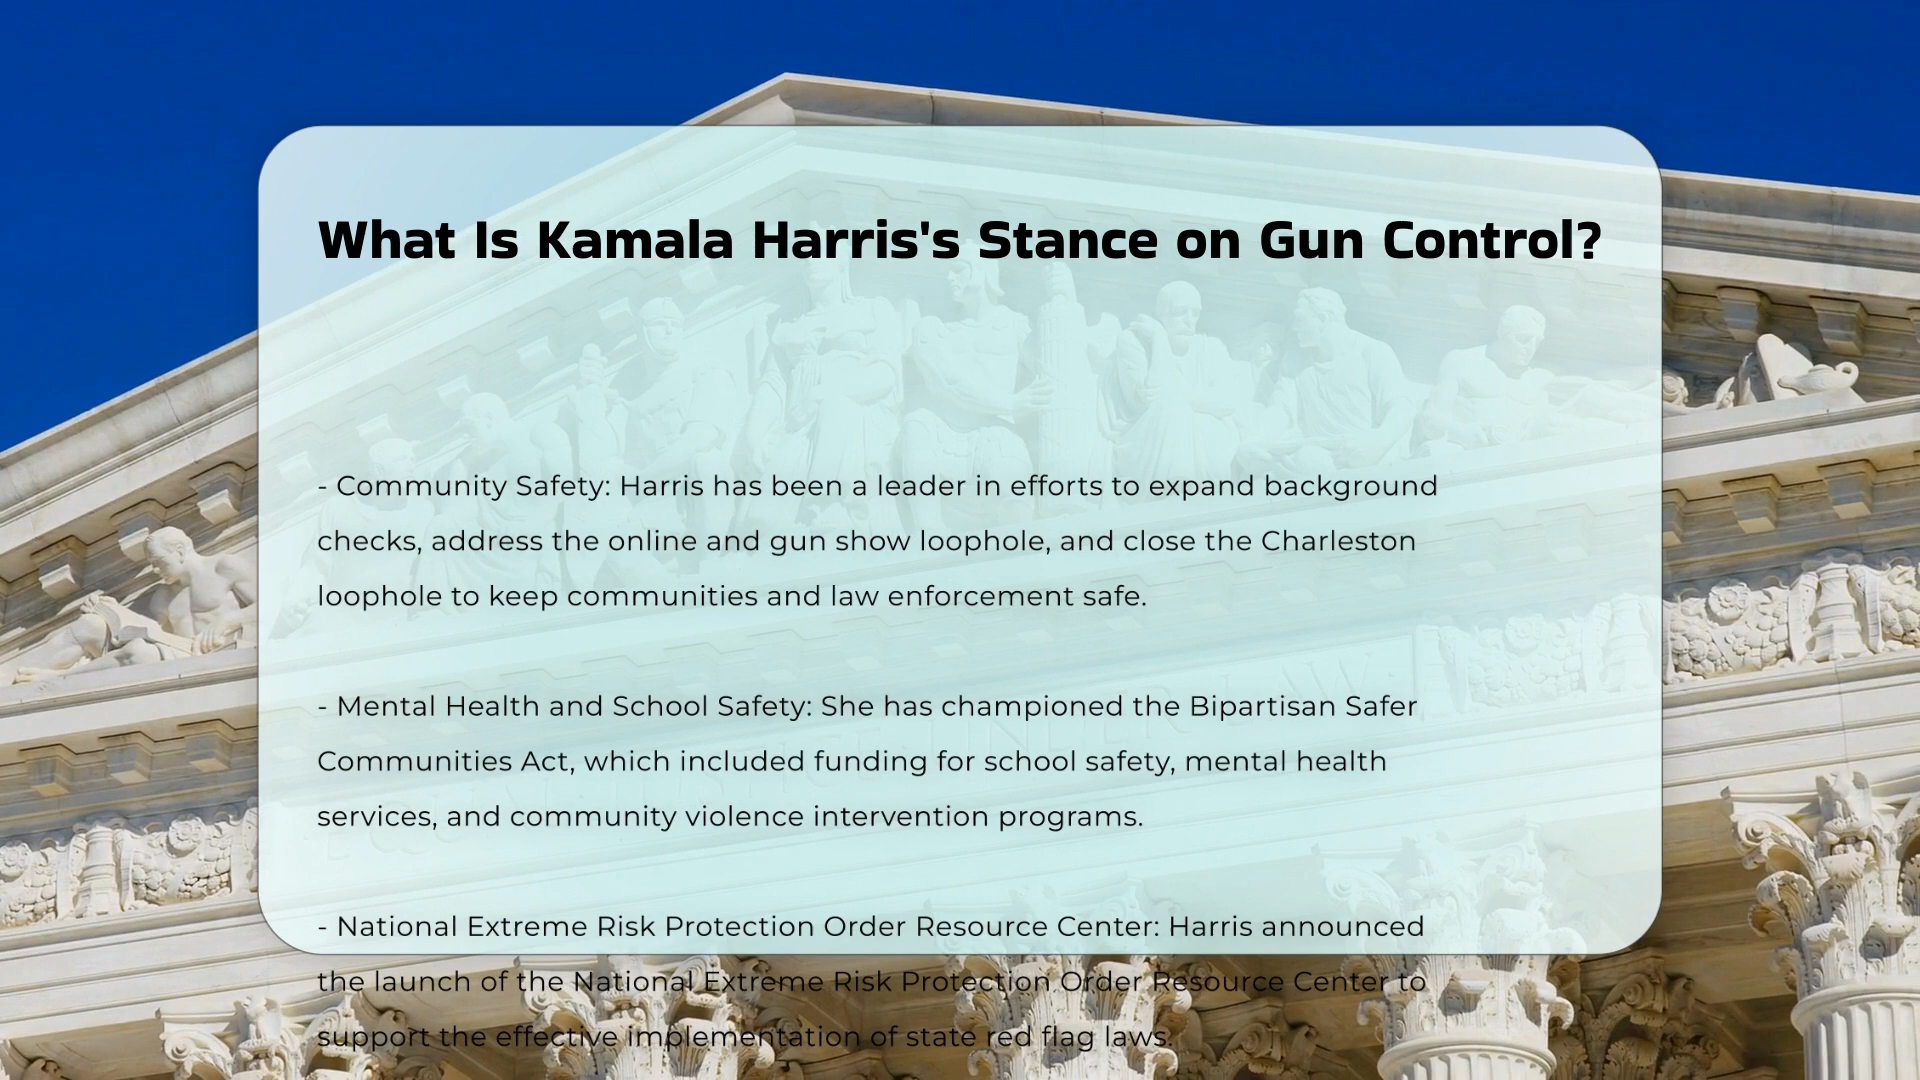 What Is Kamala Harris's Stance on Gun Control?
- Community Safety: Harris has been a leader in efforts to expand background
checks, address the online and gun show loophole, and close the Charleston
loophole to keep communities and law enforcement safe.
- Mental Health and School Safety: She has championed the Bipartisan Safer
Communities Act, which included funding for school safety, mental health
services, and community violence intervention programs.
- National Extreme Risk Protection Order Resource Center: Harris announced
the launch of the National Extreme Risk Protection Order Resource Center to
support the effective implementation of state red flag laws.